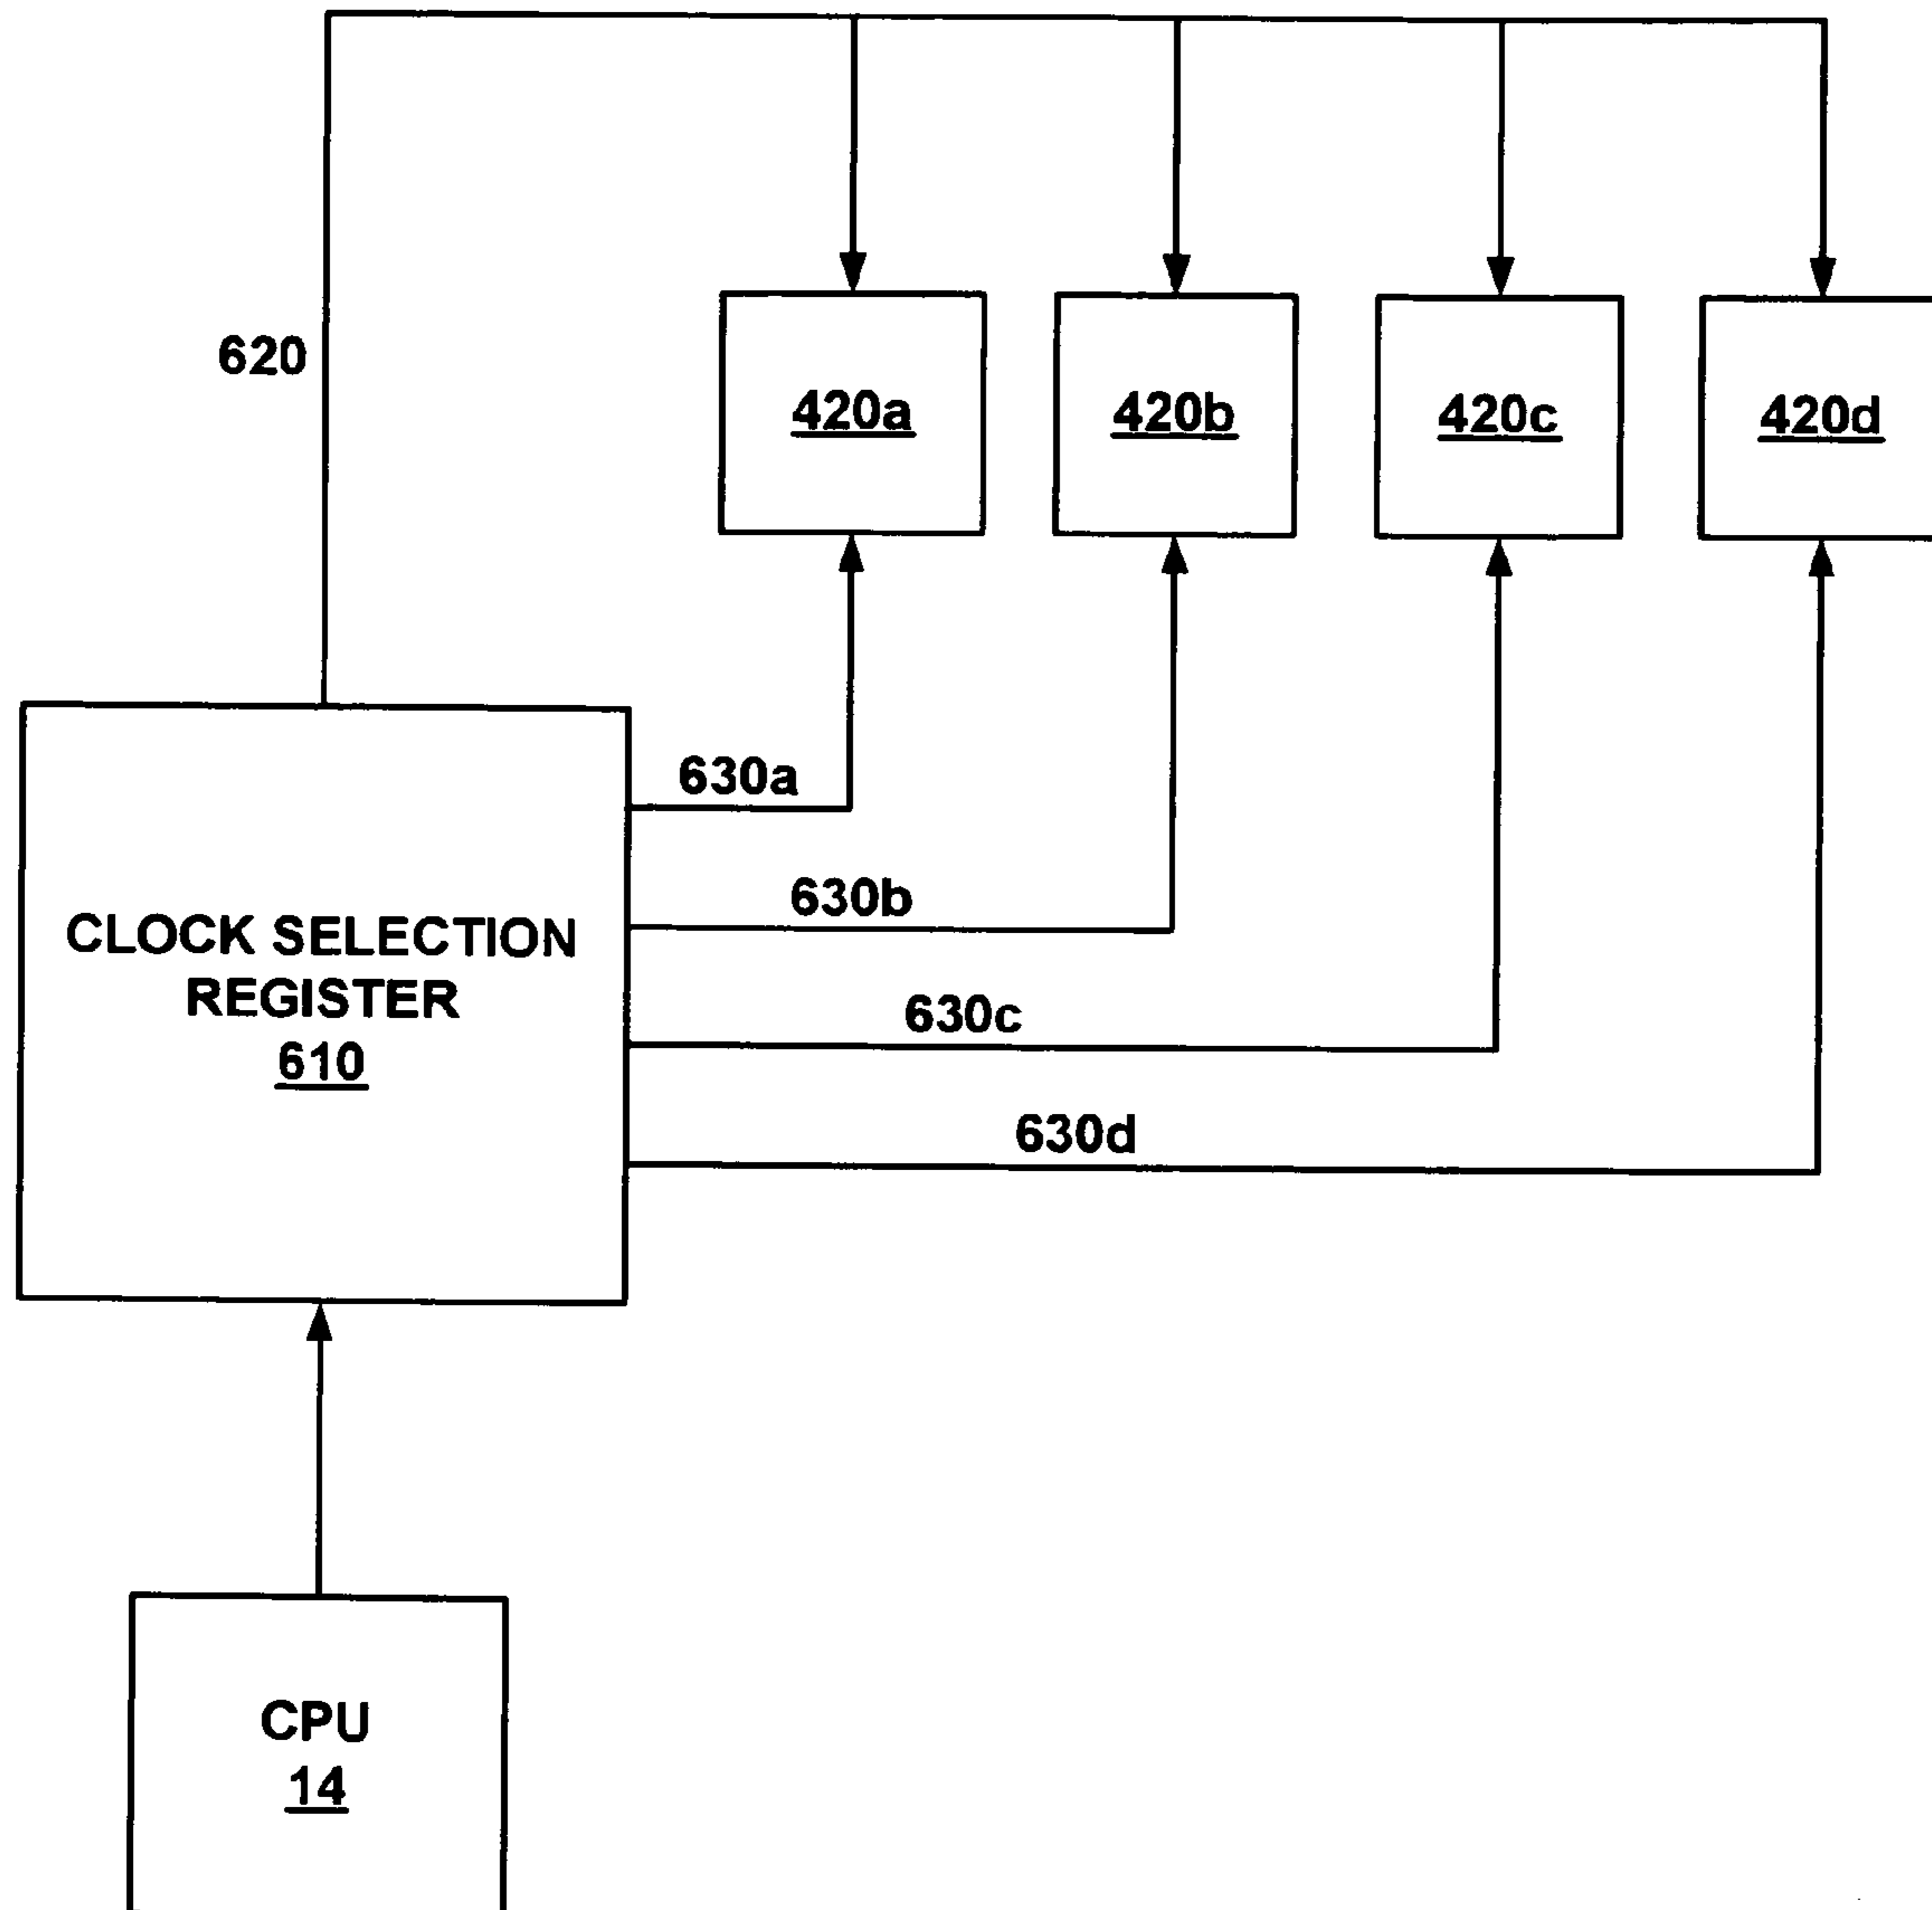 620
420a
420b
420c
420d
630a
630b
CLOCK SELECTION
REGISTER
610
630c
630d
CPU
14